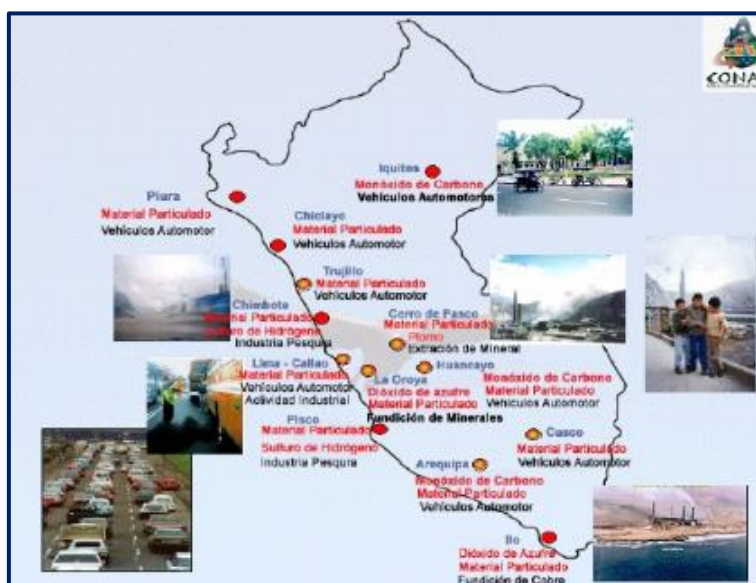 CONA
Iquitos
Monóxido de Carbono
Vehículos Automotores
Piura
Material Particulado
Vehículos Automotor
Chiclayo
Material Particulado
Vehículos Automotor
Trujillo
Material Particulado
Vehículos Automotor
Chimbote
Material Particulado
Sulfuro de Hidrógeno
Industria Pesqura
Cerro de Pasco
Material Particulado
Plomo
Extracción de Mineral
Lima - Callao
Material Particulado
Vehículos Automotor
Actividad Industrial
Huancayo
Monóxido de Carbono
Material Particulado
Vehículos Automotor
La Oroya
Dióxido de azufre
Material Particulado
Fundición de Minerales
Pisco
Material Particulado
Sulfuro de Hidrógeno
Industria Pesqura
Cusco
Material Particulado
Vehículos Automotor
Arequipa
Monóxido de Carbono
Material Particulado
Vehículos Automotor
Ilo
Dióxido de Azufre
Material Particulado
Fundición de Cobre